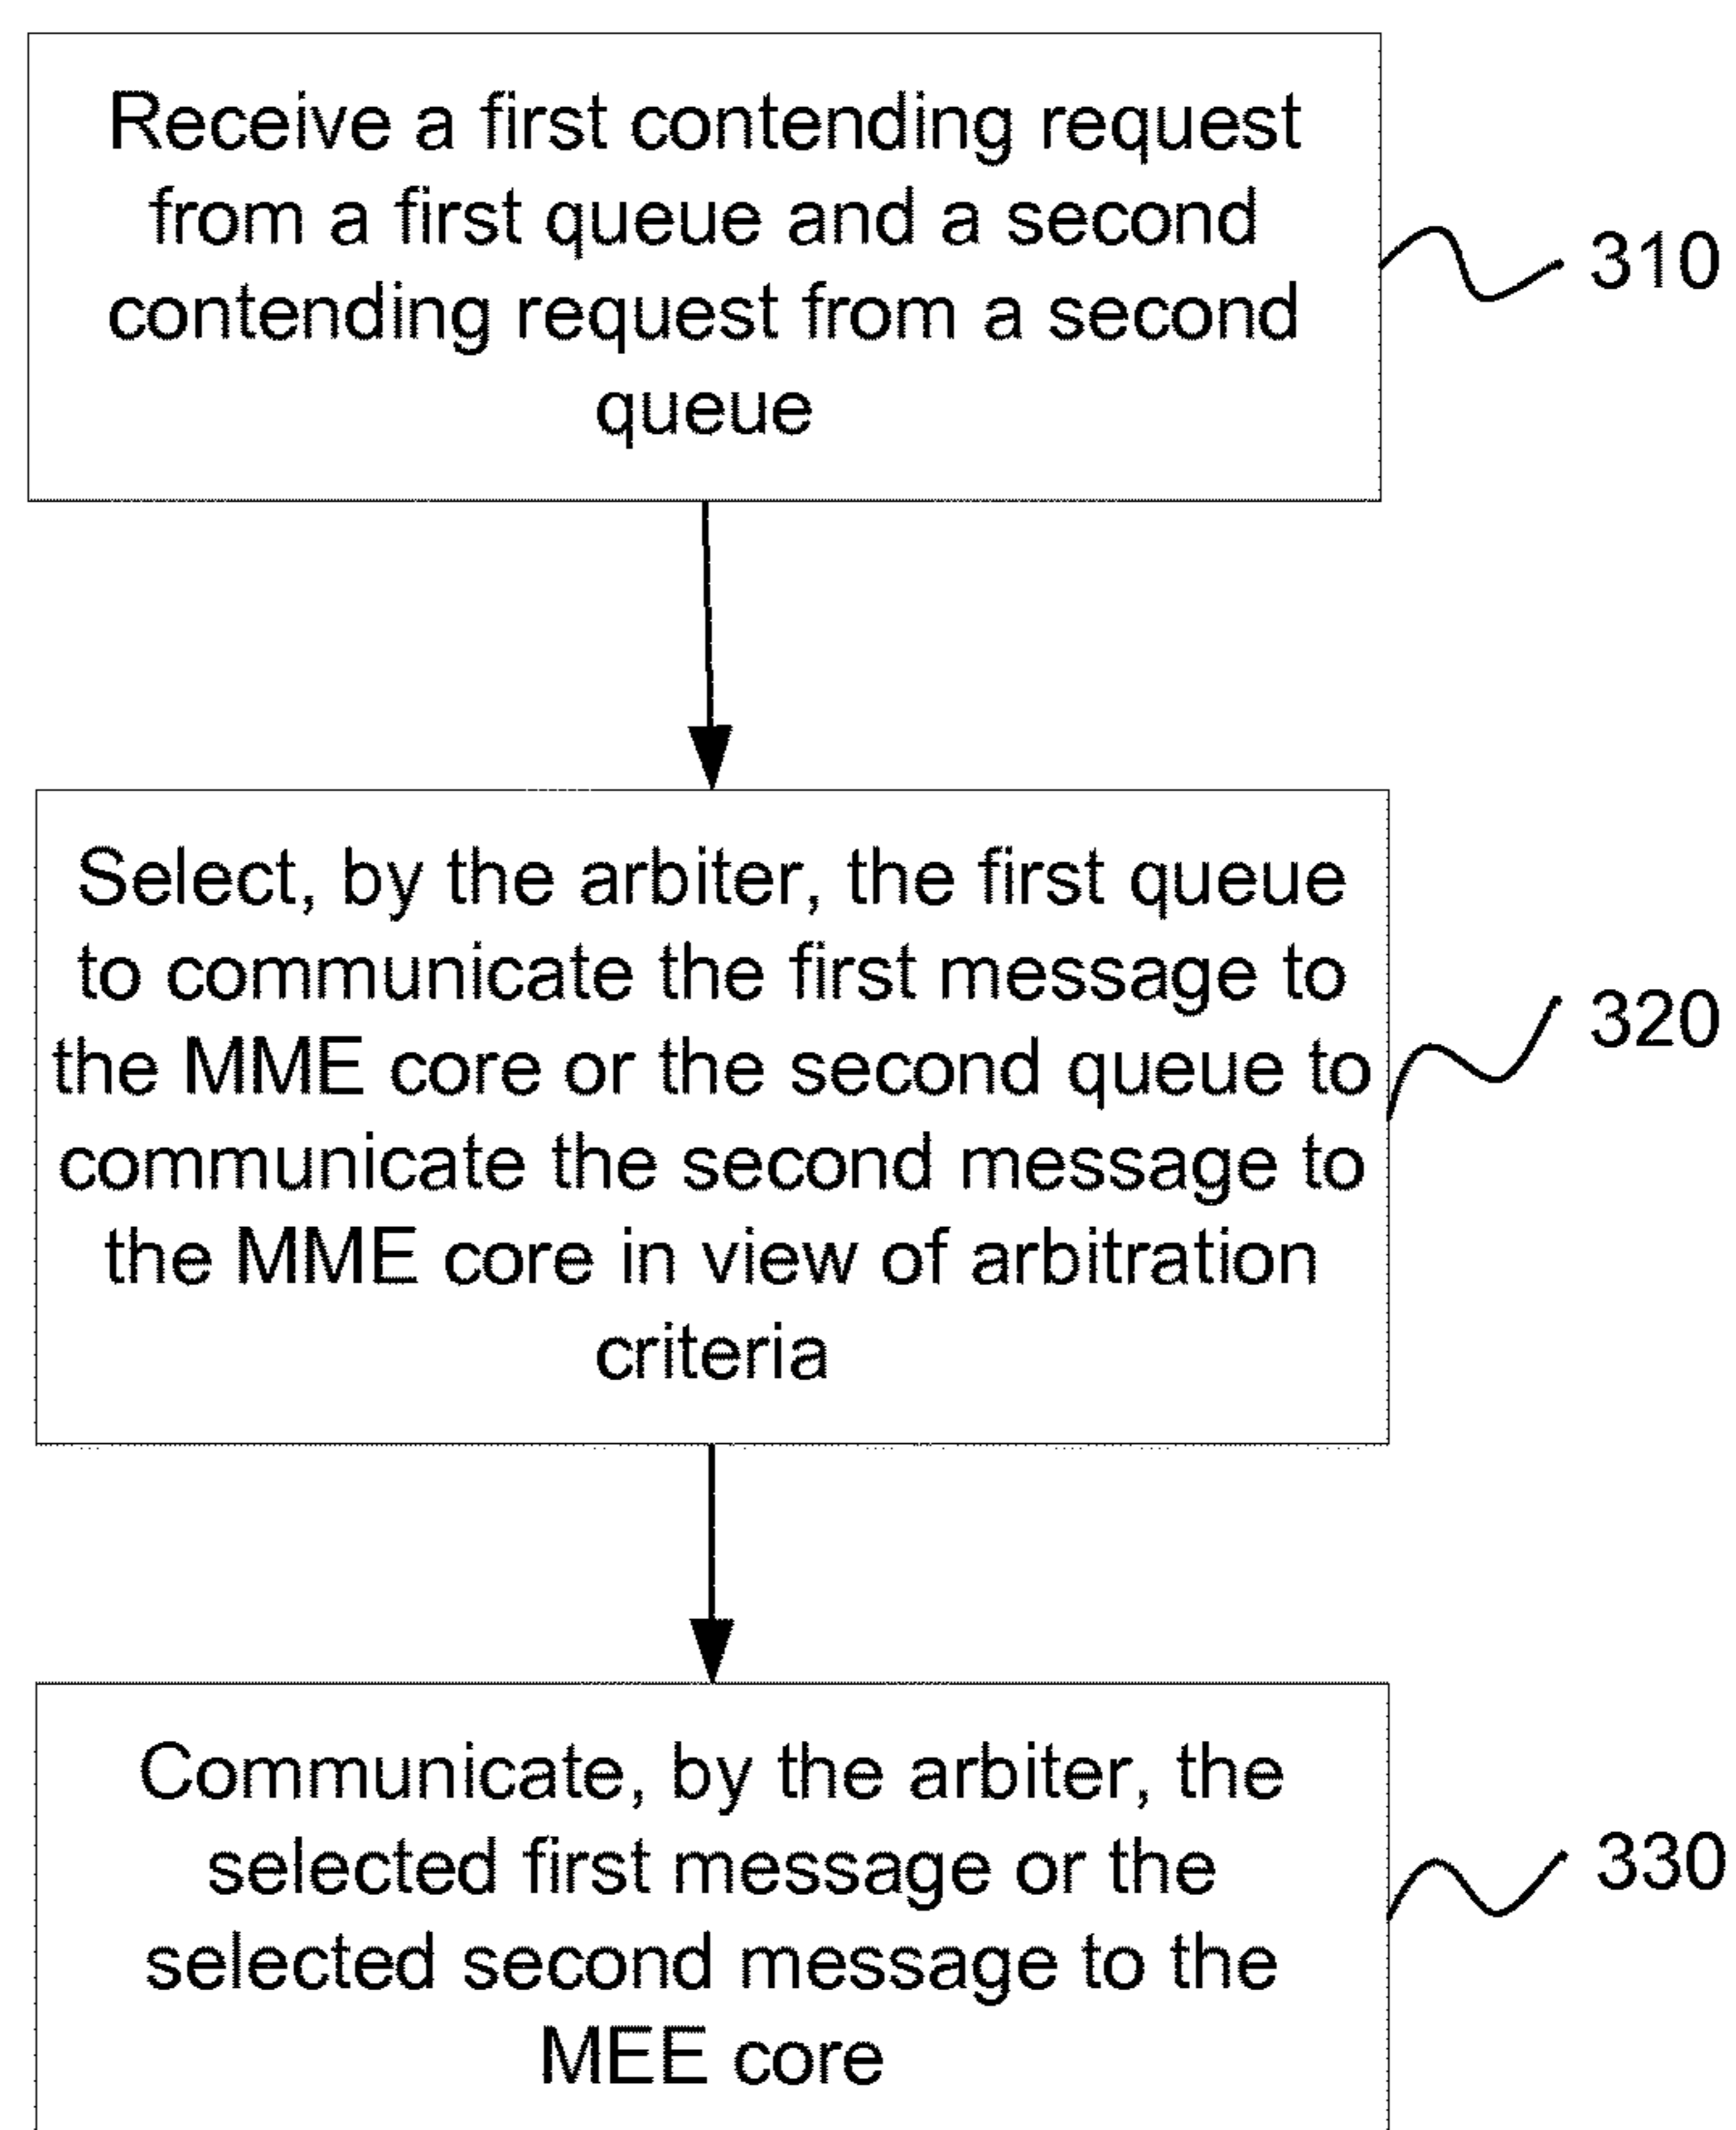 Receive a first contending request
from a first queue and a second
contending request from a second
queue
310
Select, by the arbiter, the first queue
to communicate the first message to
the MME core or the second queue to
communicate the second message to
the MME core in view of arbitration
criteria
320
Communicate, by the arbiter, the
selected first message or the
selected second message to the
MEE core
330